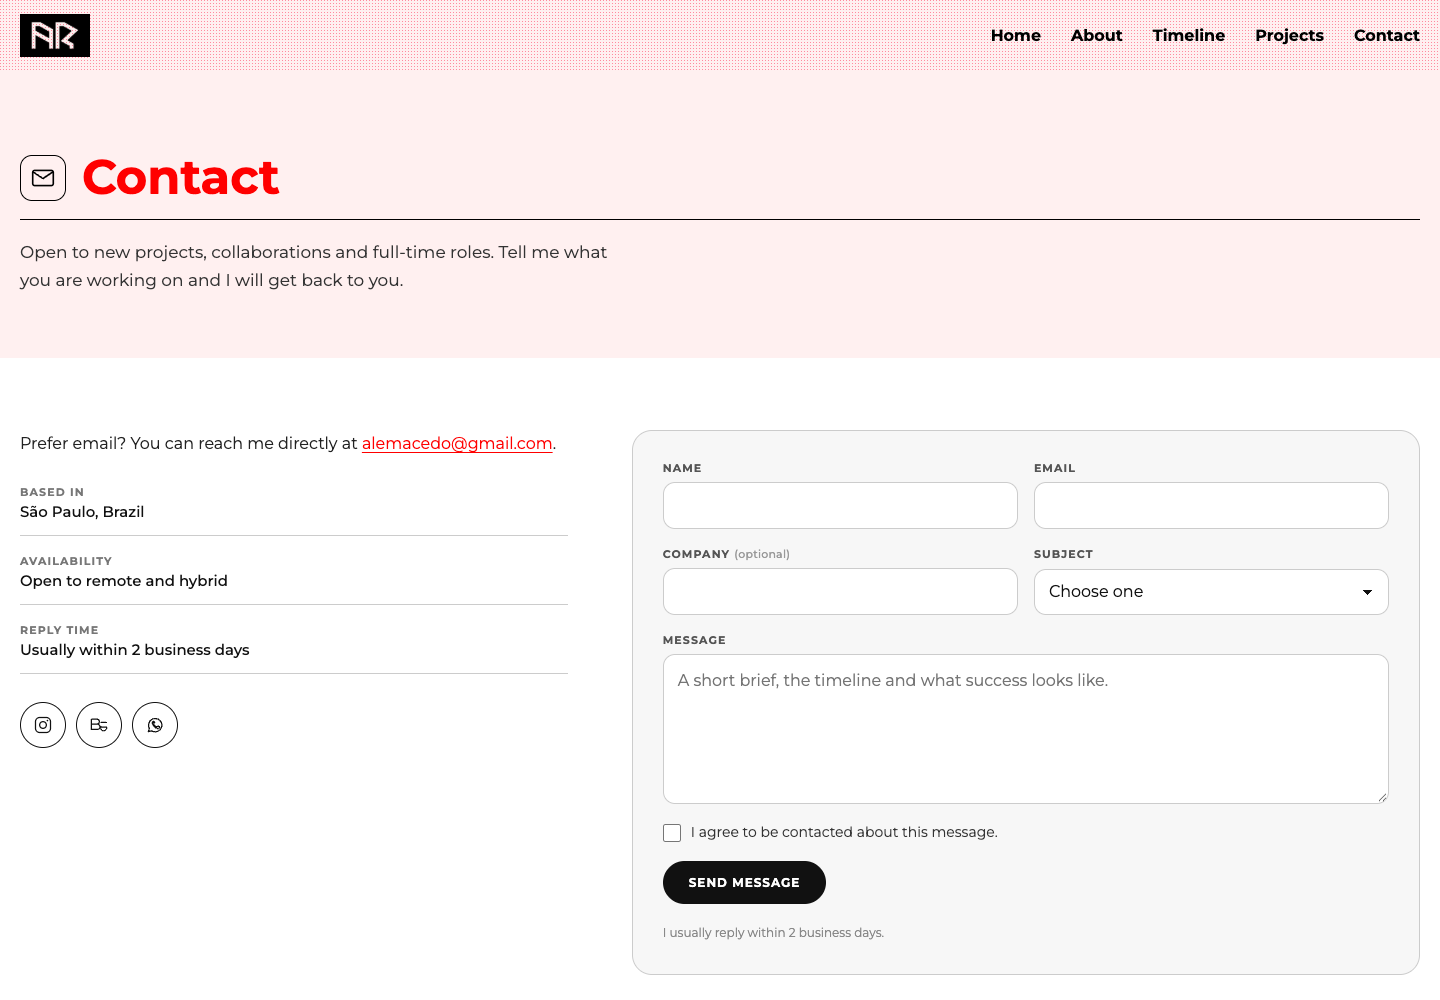 AR
Home About Timeline Projects Contact
Contact
Open to new projects, collaborations and full-time roles. Tell me what
you are working on and I will get back to you.
Prefer email? You can reach me directly at alemacedo@gmail.com.
BASED IN
São Paulo, Brazil
AVAILABILITY
Open to remote and hybrid
REPLY TIME
Usually within 2 business days
NAME
EMAIL
COMPANY (optional)
SUBJECT
Choose one
MESSAGE
A short brief, the timeline and what success looks like.
I agree to be contacted about this message.
SEND MESSAGE
I usually reply within 2 business days.